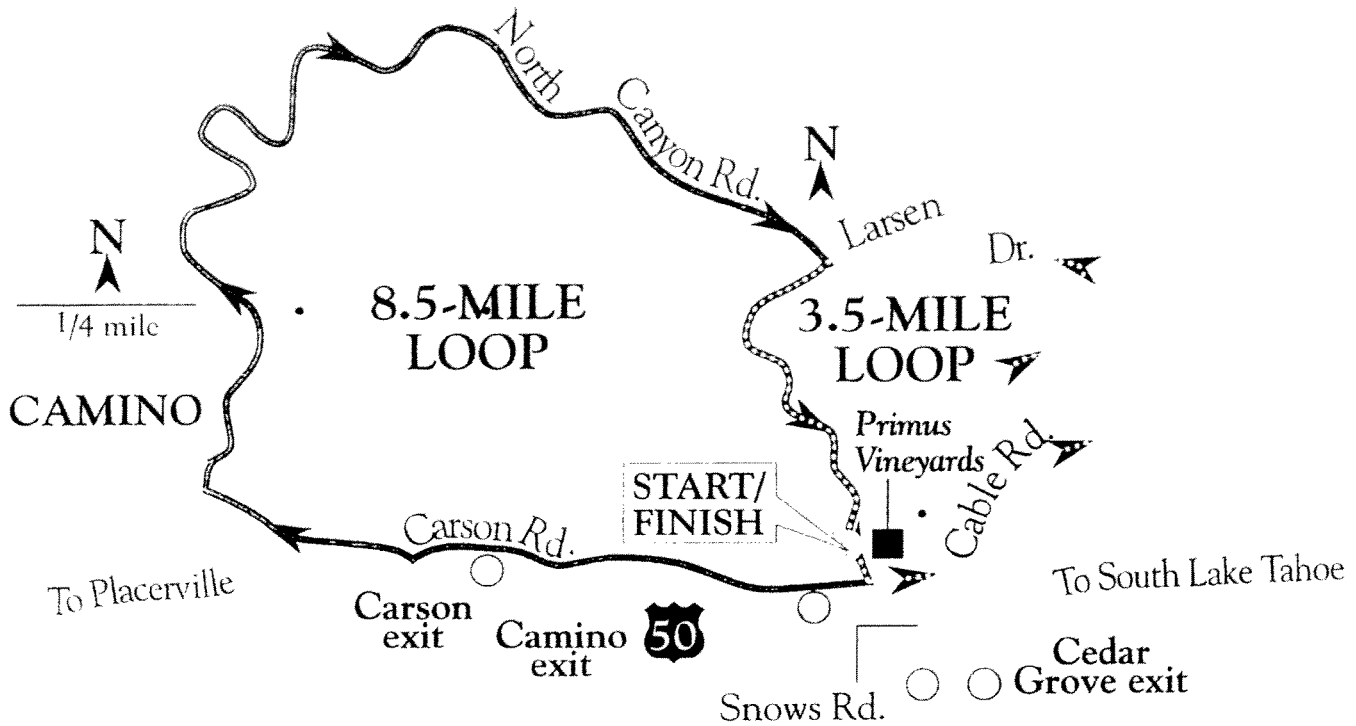 North
Canyon Rd.
N
Larsen
Dr.
N
1/4 mile
8.5-MILE
LOOP
3.5-MILE
LOOP
CAMINO
Primus
Vineyards
Cable Rd.
START/
FINISH
Carson Rd.
To Placerville
To South Lake Tahoe
Carson
exit
Camino
exit
50
Cedar
Grove exit
Snows Rd.